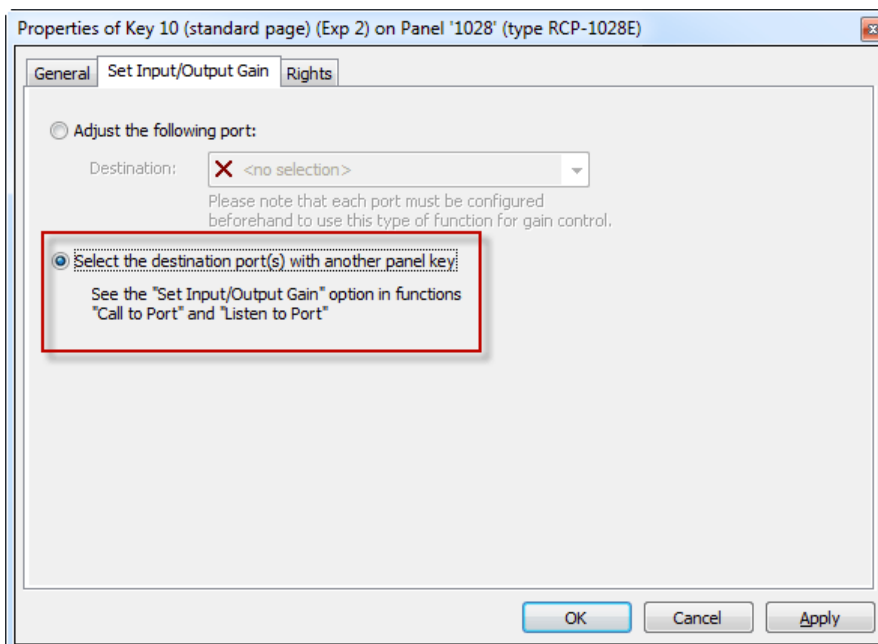 Properties of Key 10 (standard page) (Exp 2) on Panel '1028' (type RCP-1028E)
General Set Input/Output Gain Rights
Adjust the following port:
Destination: <no selection>
Please note that each port must be configured
beforehand to use this type of function for gain control.
Select the destination port(s) with another panel key
See the "Set Input/Output Gain" option in functions
"Call to Port" and "Listen to Port"
OK Cancel Apply